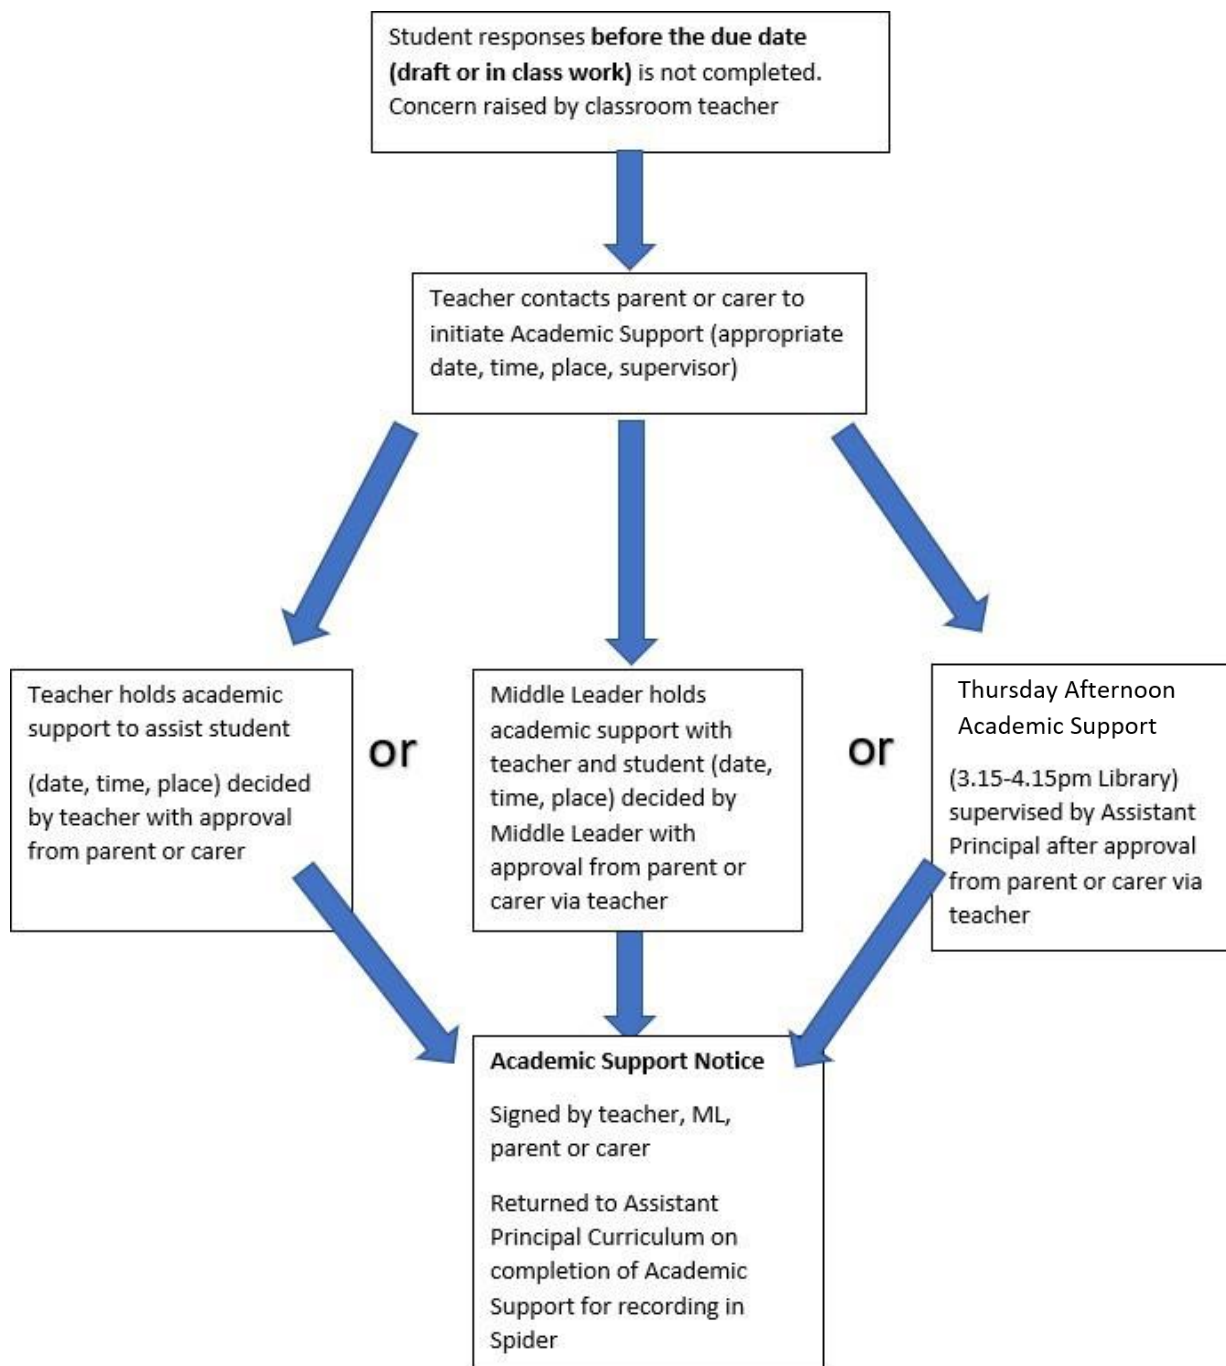 Student responses before the due date
(draft or in class work) is not completed.
Concern raised by classroom teacher
Teacher contacts parent or carer to
initiate Academic Support (appropriate
date, time, place, supervisor)
Teacher holds academic
support to assist student
(date, time, place) decided
by teacher with approval
from parent or carer
or
Middle Leader holds
academic support with
teacher and student (date,
time, place) decided by
Middle Leader with
approval from parent or
carer via teacher
or
Thursday Afternoon
Academic Support
(3.15-4.15pm Library)
supervised by Assistant
Principal after approval
from parent or carer via
teacher
Academic Support Notice
Signed by teacher, ML,
parent or carer
Returned to Assistant
Principal Curriculum on
completion of Academic
Support for recording in
Spider